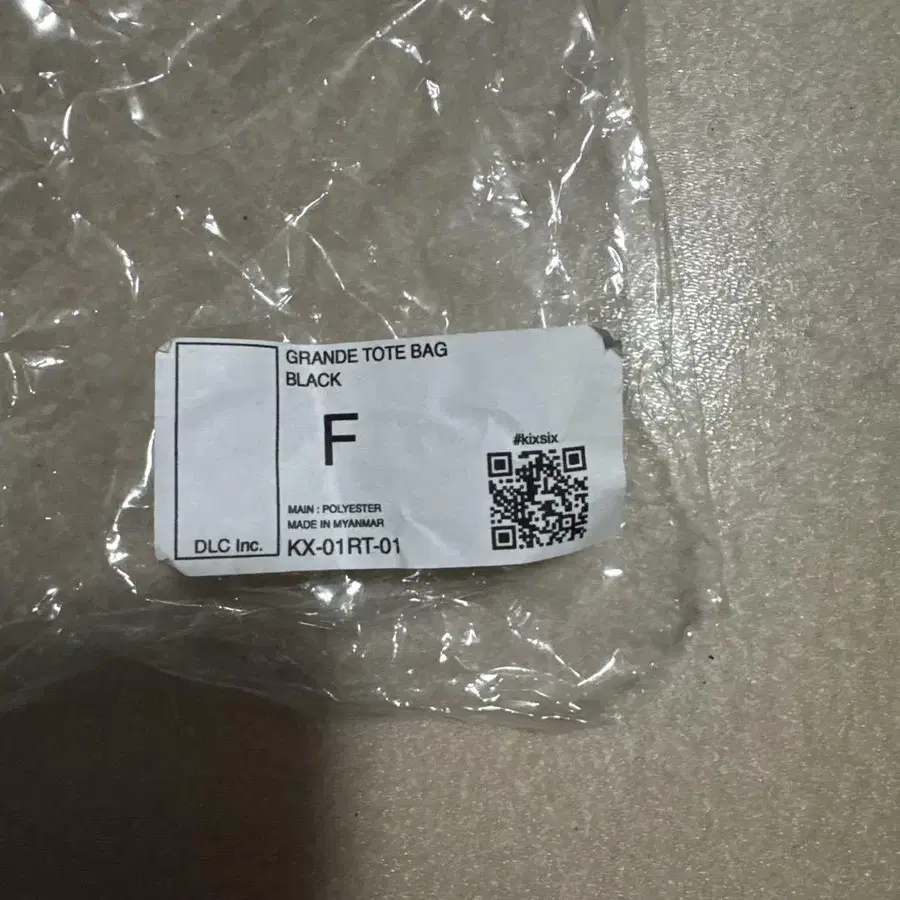 GRANDE TOTE BAG
BLACK
F
#kixsix
MAIN : POLYESTER
MADE IN MYANMAR
DLC Inc.
KX-01RT-01